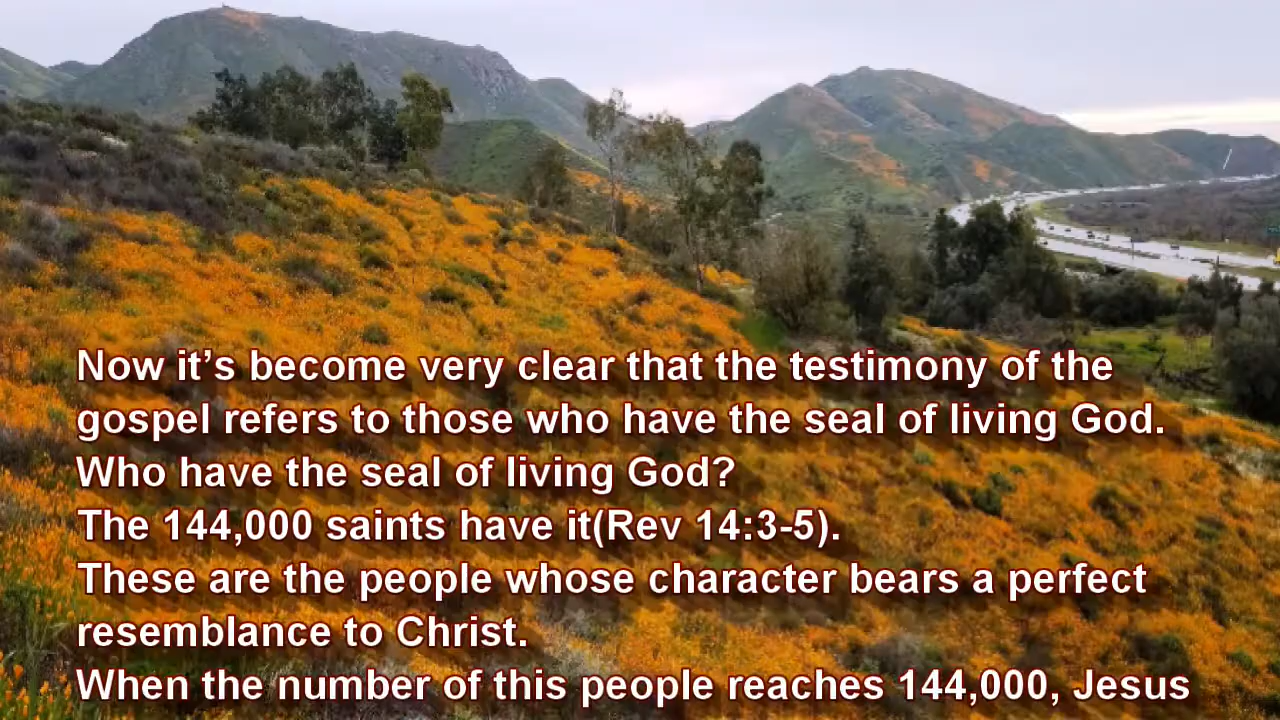 Now it’s become very clear that the testimony of the
gospel refers to those who have the seal of living God.
Who have the seal of living God?
The 144,000 saints have it(Rev 14:3-5).
These are the people whose character bears a perfect
resemblance to Christ.
When the number of this people reaches 144,000, Jesus